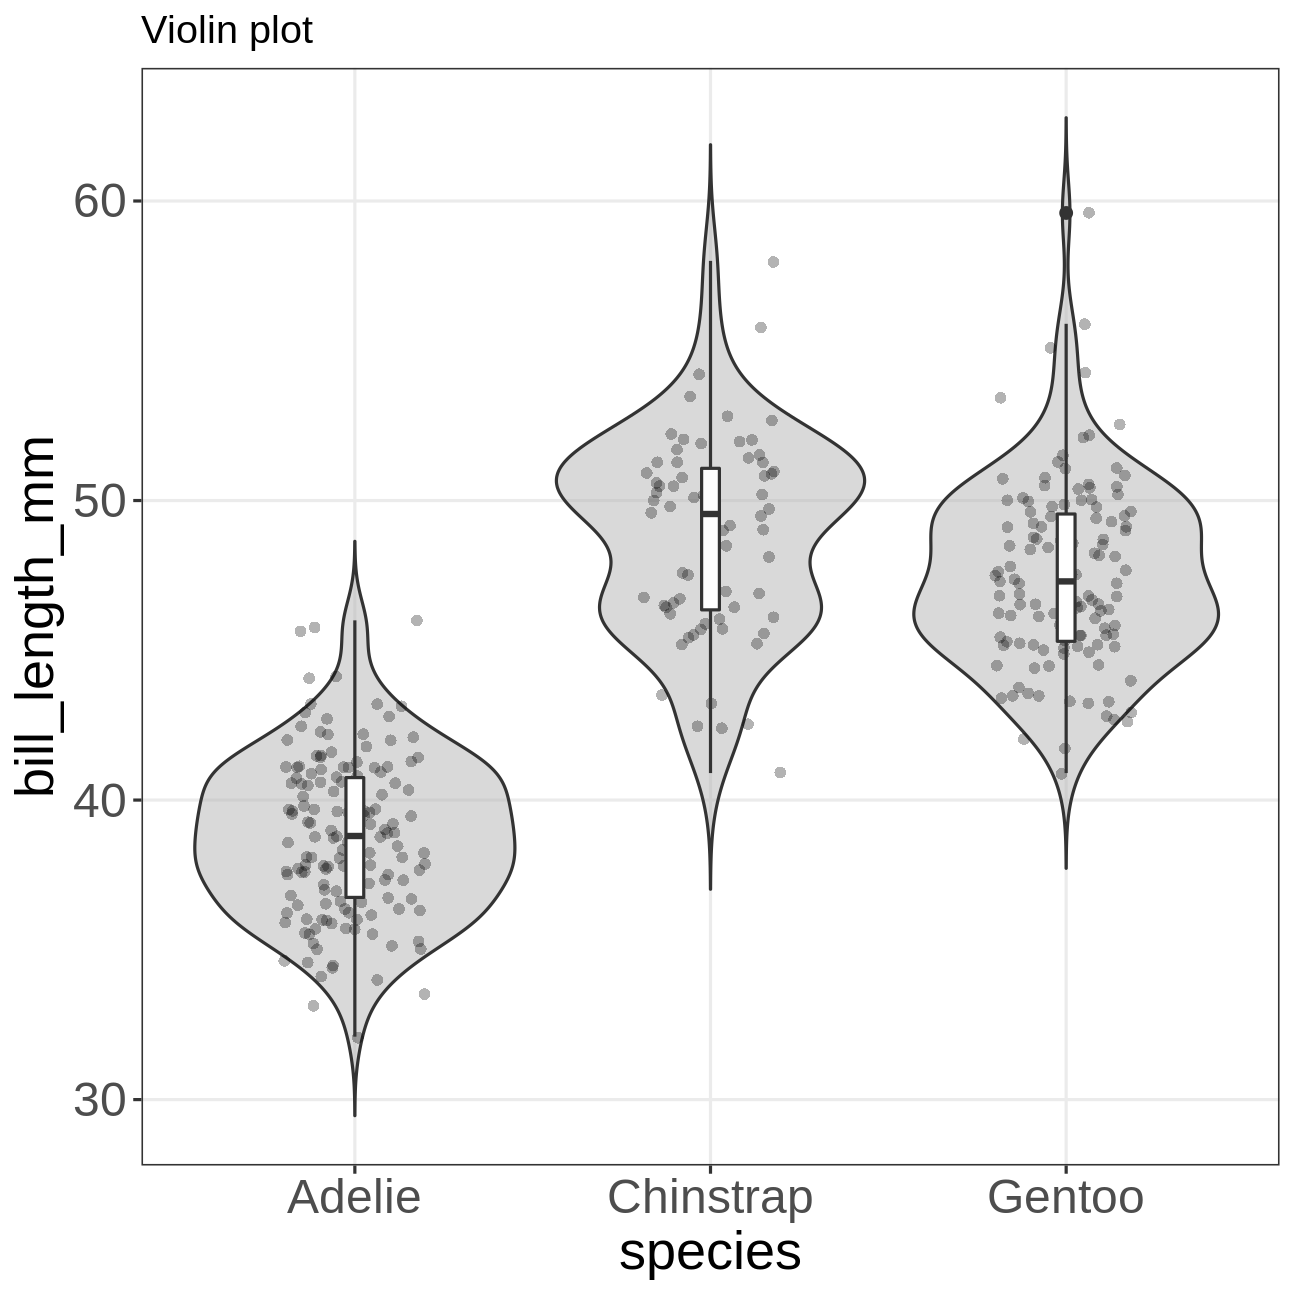 Violin plot
bill_length_mm
60
50
40
30
Adelie
Chinstrap
Gentoo
species